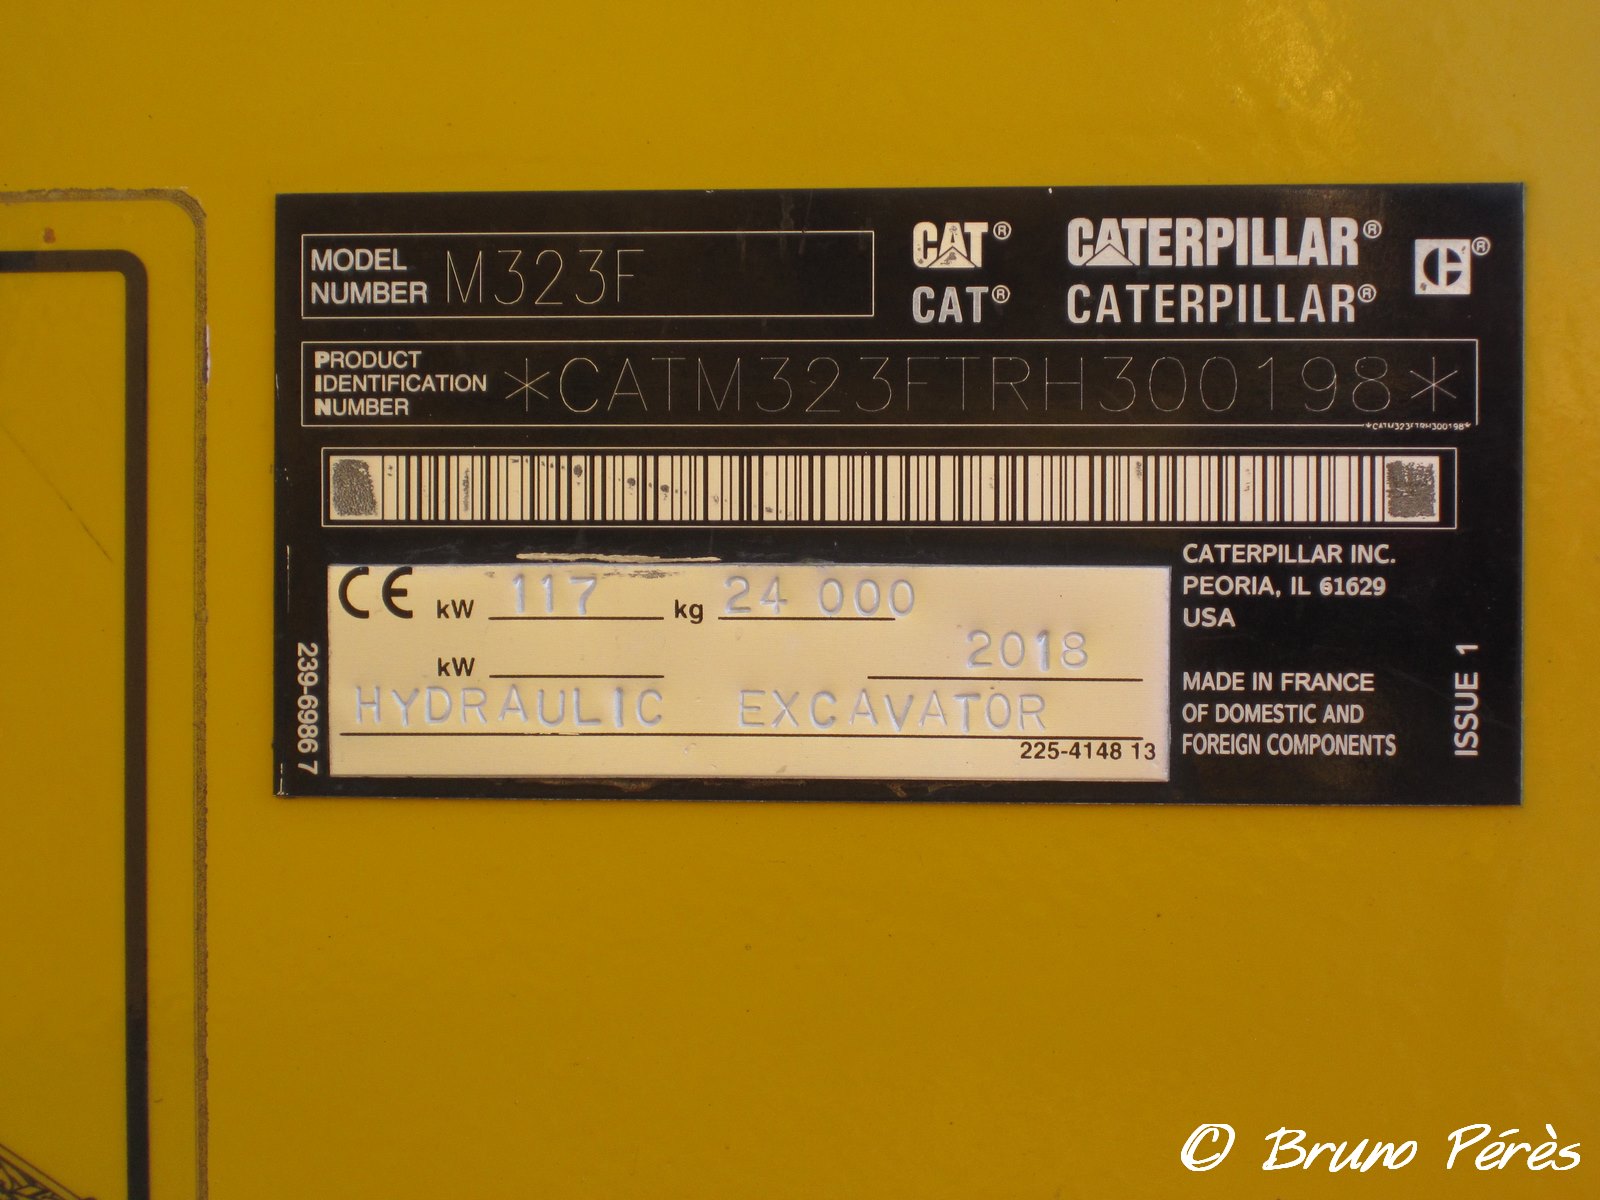 MODEL
NUMBER M323F
CAT® CATERPILLAR® ®
CAT® CATERPILLAR®
PRODUCT
IDENTIFICATION
NUMBER *CATM323FTRH300198*
*CATM323FTRH300198*
CE kW 117 kg 24 000
kW 2018
HYDRAULIC EXCAVATOR
225-4148 13
239-6986 7
CATERPILLAR INC.
PEORIA, IL 61629
USA
MADE IN FRANCE
OF DOMESTIC AND
FOREIGN COMPONENTS
ISSUE 1
© Bruno Pérès